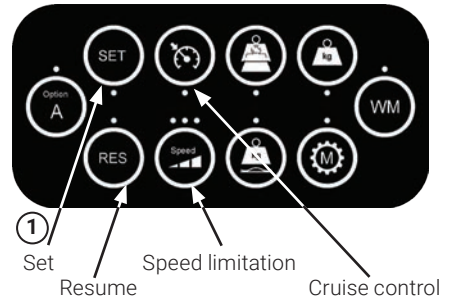 SET
kg
Option
A
WM
RES
Speed
M
1
Set
Speed limitation
Resume
Cruise control